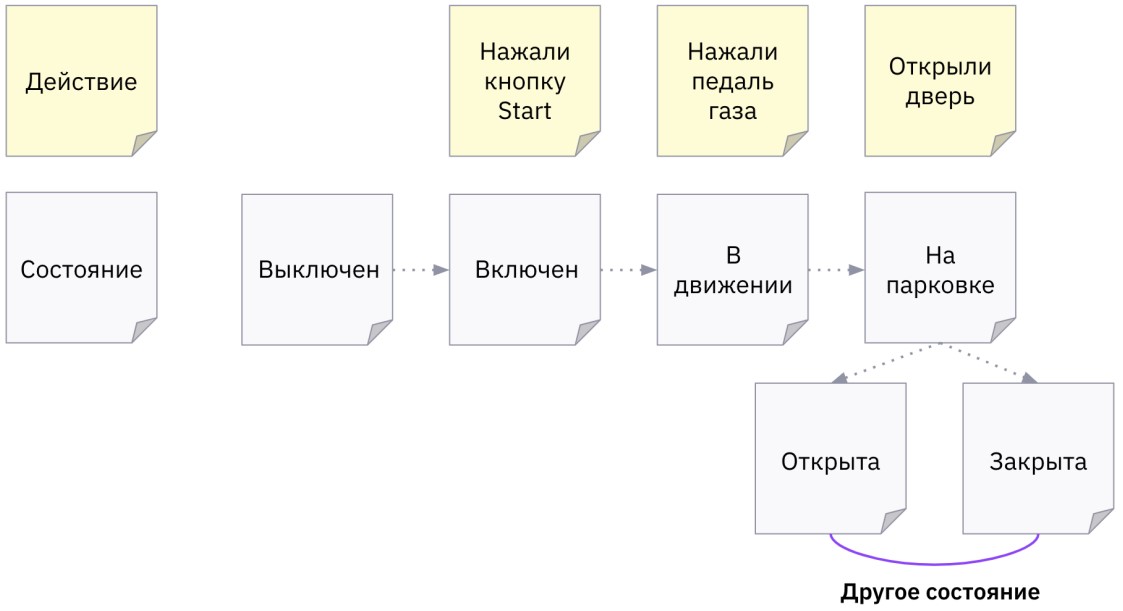 Действие
Нажали
кнопку
Start
Нажали
педаль
газа
Открыли
дверь
Состояние
Выключен
Включен
В
движении
На
парковке
Открыта
Закрыта
Другое состояние